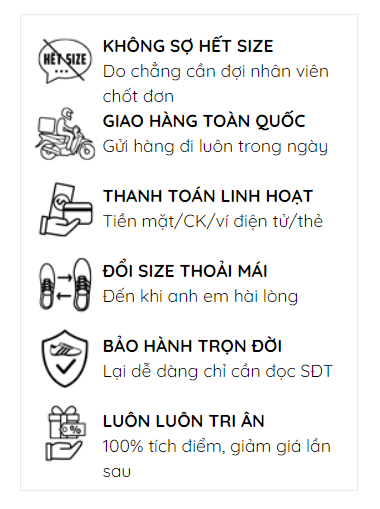 HẾT SIZE
KHÔNG SỢ HẾT SIZE
Do chẳng cần đợi nhân viên
chốt đơn
GIAO HÀNG TOÀN QUỐC
Gửi hàng đi luôn trong ngày
THANH TOÁN LINH HOẠT
Tiền mặt/CK/ví điện tử/thẻ
ĐỔI SIZE THOẢI MÁI
Đến khi anh em hài lòng
BẢO HÀNH TRỌN ĐỜI
Lại dễ dàng chỉ cần đọc SĐT
%
LUÔN LUÔN TRI ÂN
100% tích điểm, giảm giá lần
sau